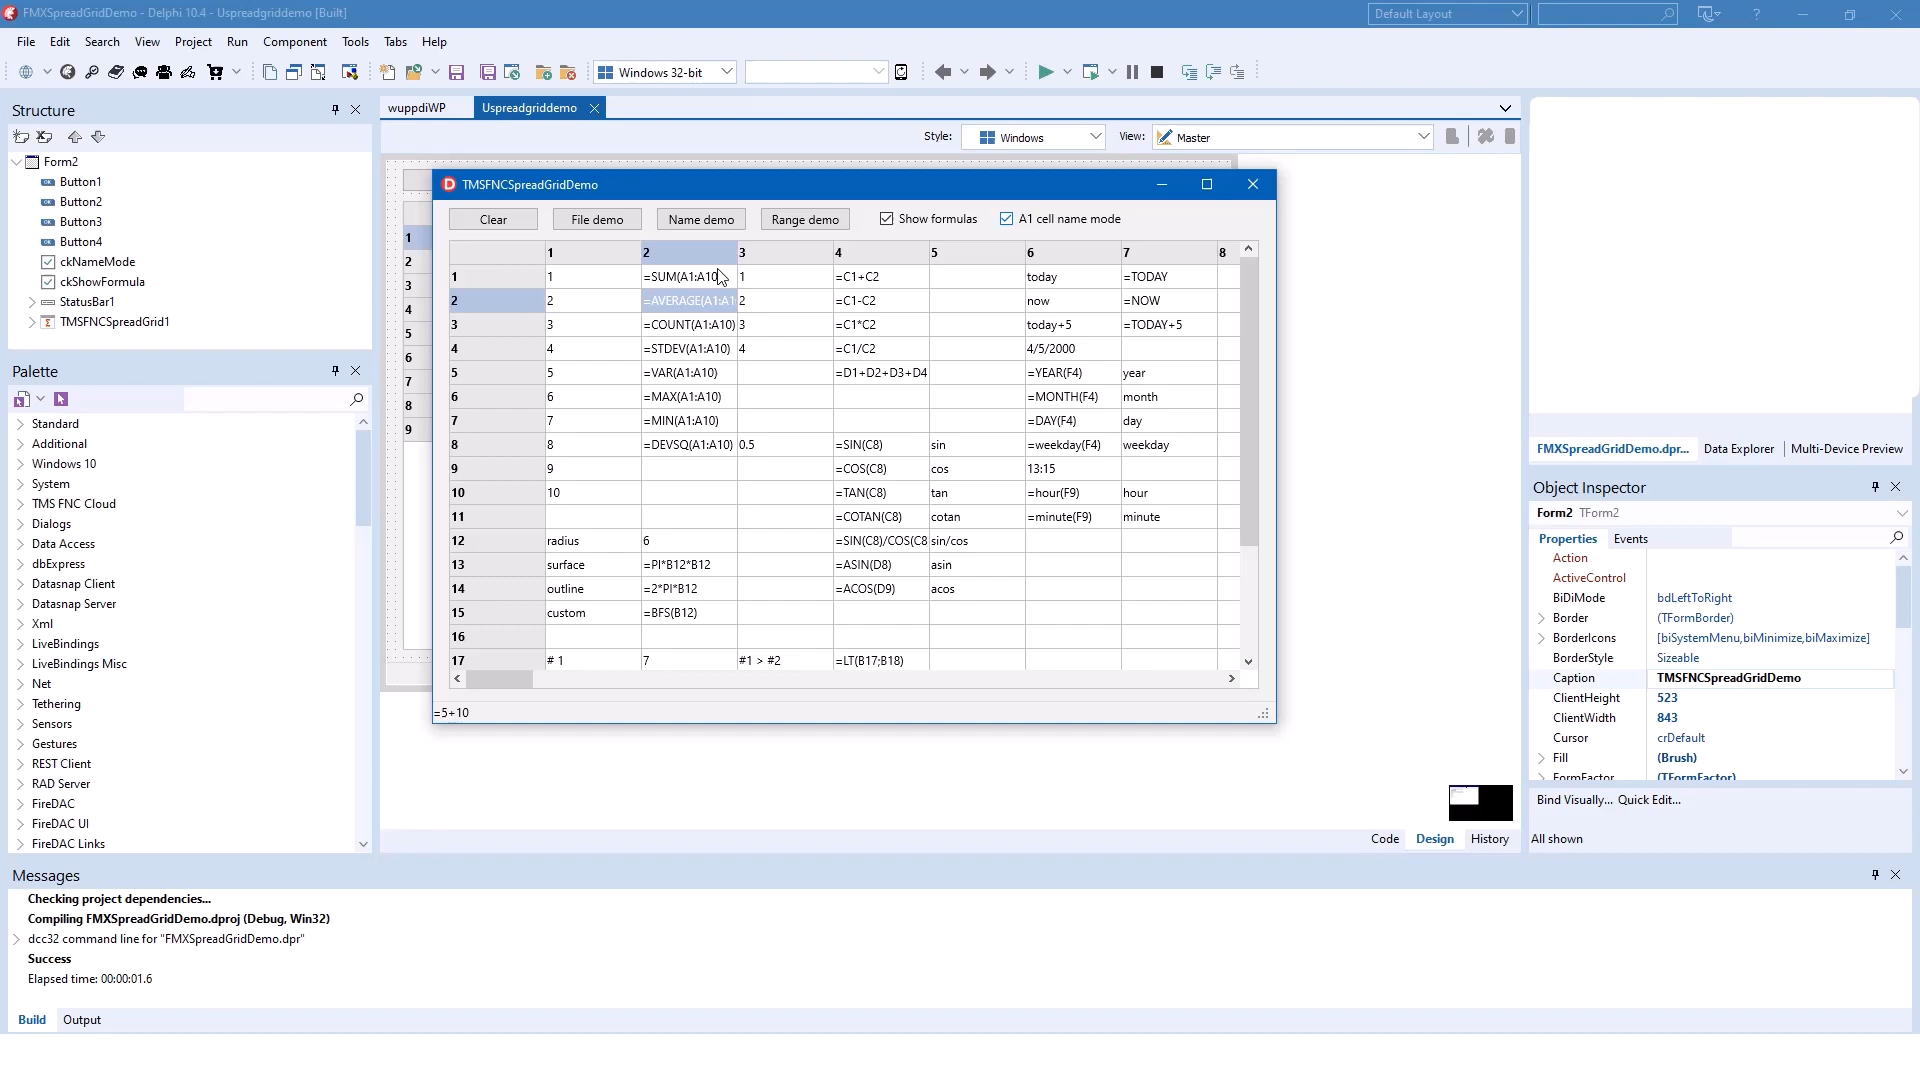 FMXSpreadGridDemo - Delphi 10.4 - Uspreadgriddemo [Built]
Default Layout
?
File Edit Search View Project Run Component Tools Tabs Help
Windows 32-bit
Structure
Form2
Button1
Button2
Button3
Button4
ckNameMode
ckShowFormula
StatusBar1
TMSFNCSpreadGrid1
Palette
Standard
Additional
Windows 10
System
TMS FNC Cloud
Dialogs
Data Access
dbExpress
Datasnap Client
Datasnap Server
Xml
LiveBindings
LiveBindings Misc
Net
Tethering
Sensors
Gestures
REST Client
RAD Server
FireDAC
FireDAC UI
FireDAC Links
wuppdiWP Uspreadgriddemo
Style: Windows View: Master
1
2
3
4
5
6
7
8
9
TMSFNCSpreadGridDemo
Clear File demo Name demo Range demo Show formulas A1 cell name mode
1 2 3 4 5 6 7 8
1 1 =SUM(A1:A10) 1 =C1+C2 today =TODAY
2 2 =AVERAGE(A1:A1 2 =C1-C2 now =NOW
3 3 =COUNT(A1:A10) 3 =C1*C2 today+5 =TODAY+5
4 4 =STDEV(A1:A10) 4 =C1/C2 4/5/2000
5 5 =VAR(A1:A10) =D1+D2+D3+D4 =YEAR(F4) year
6 6 =MAX(A1:A10) =MONTH(F4) month
7 7 =MIN(A1:A10) =DAY(F4) day
8 8 =DEVSQ(A1:A10) 0.5 =SIN(C8) sin =weekday(F4) weekday
9 9 =COS(C8) cos 13:15
10 10 =TAN(C8) tan =hour(F9) hour
11 =COTAN(C8) cotan =minute(F9) minute
12 radius 6 =SIN(C8)/COS(C8 sin/cos
13 surface =PI*B12*B12 =ASIN(D8) asin
14 outline =2*PI*B12 =ACOS(D9) acos
15 custom =BFS(B12)
16
17 # 1 7 #1 > #2 =LT(B17;B18)
=5+10
Code Design History
FMXSpreadGridDemo.dpr... Data Explorer Multi-Device Preview
Object Inspector
Form2 TForm2
Properties Events
Action
ActiveControl
BiDiMode bdLeftToRight
Border (TFormBorder)
BorderIcons [biSystemMenu,biMinimize,biMaximize]
BorderStyle Sizeable
Caption TMSFNCSpreadGridDemo
ClientHeight 523
ClientWidth 843
Cursor crDefault
Fill (Brush)
FormFactor (TFormFactor)
Bind Visually... Quick Edit...
All shown
Messages
Checking project dependencies...
Compiling FMXSpreadGridDemo.dproj (Debug, Win32)
dcc32 command line for "FMXSpreadGridDemo.dpr"
Success
Elapsed time: 00:00:01.6
Build Output